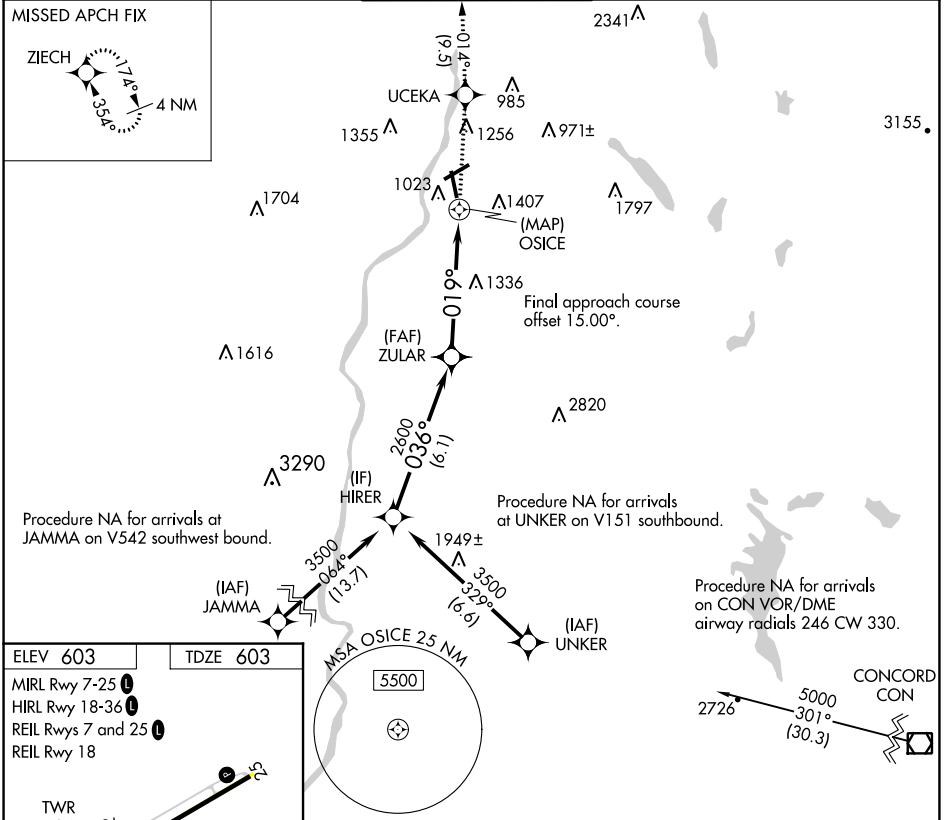 MISSED APCH FIX
ZIECH
174°
354°
4 NM
014°
(9.5)
2341
UCEKA
985
1355
1256
971±
3155
1023
1407
1704
1797
(MAP)
OSICE
016°
1336
Final approach course
offset 15.00°.
(FAF)
ZULAR
1616
2820
2600
036°
(6.1)
3290
(IF)
HIRER
Procedure NA for arrivals at
JAMMA on V542 southwest bound.
Procedure NA for arrivals
at UNKER on V151 southbound.
1949±
3500
064°
(13.7)
3500
329°
(6.6)
(IAF)
JAMMA
(IAF)
UNKER
Procedure NA for arrivals
on CON VOR/DME
airway radials 246 CW 330.
MSA OSICE 25 NM
5500
CONCORD
CON
5000
301°
(30.3)
2726
ELEV 603
TDZE 603
MIRL Rwy 7-25 L
HIRL Rwy 18-36 L
REIL Rwys 7 and 25 L
REIL Rwy 18
P
25
TWR